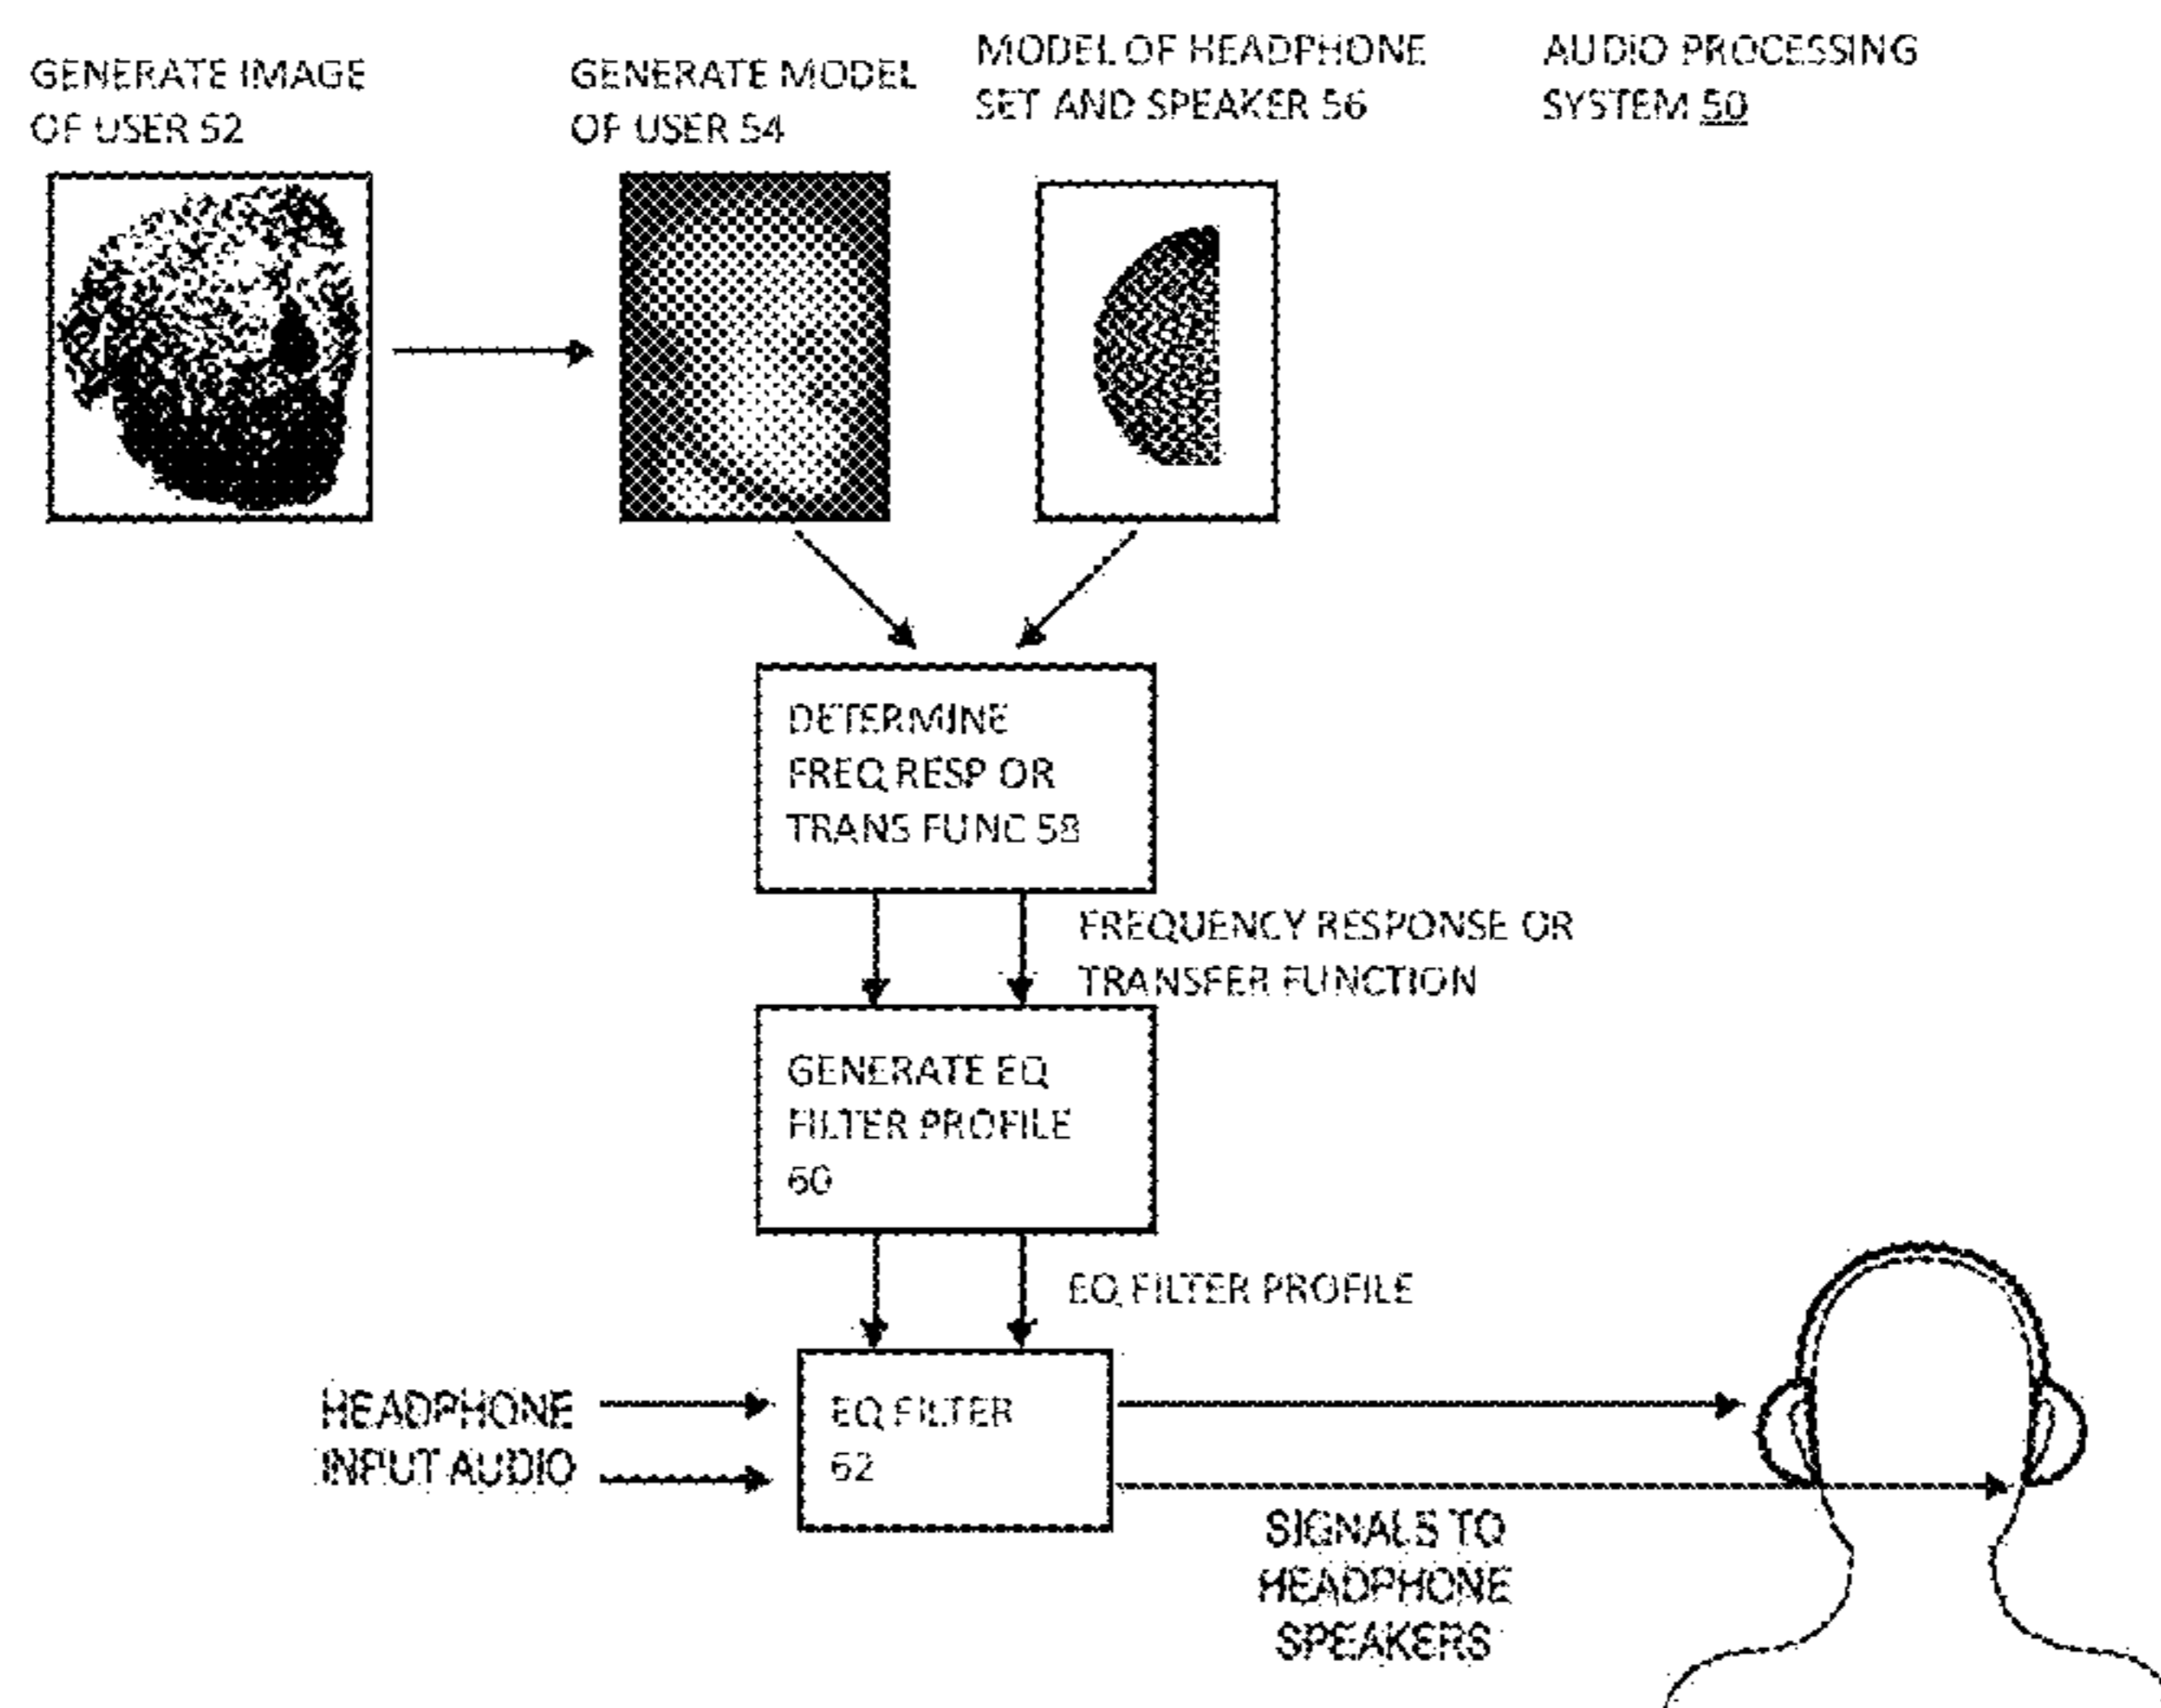 GENERATE IMAGE
OF USER 52
GENERATE MODEL
OF USER 54
MODEL OF HEADPHONE
SET AND SPEAKER 56
AUDIO PROCESSING
SYSTEM 50
DETERMINE
FREQ RESP OR
TRANS FUNC 58
FREQUENCY RESPONSE OR
TRANSFER FUNCTION
GENERATE EQ
FILTER PROFILE
60
EQ FILTER PROFILE
HEADPHONE
INPUT AUDIO
EQ FILTER
62
SIGNALS TO
HEADPHONE
SPEAKERS